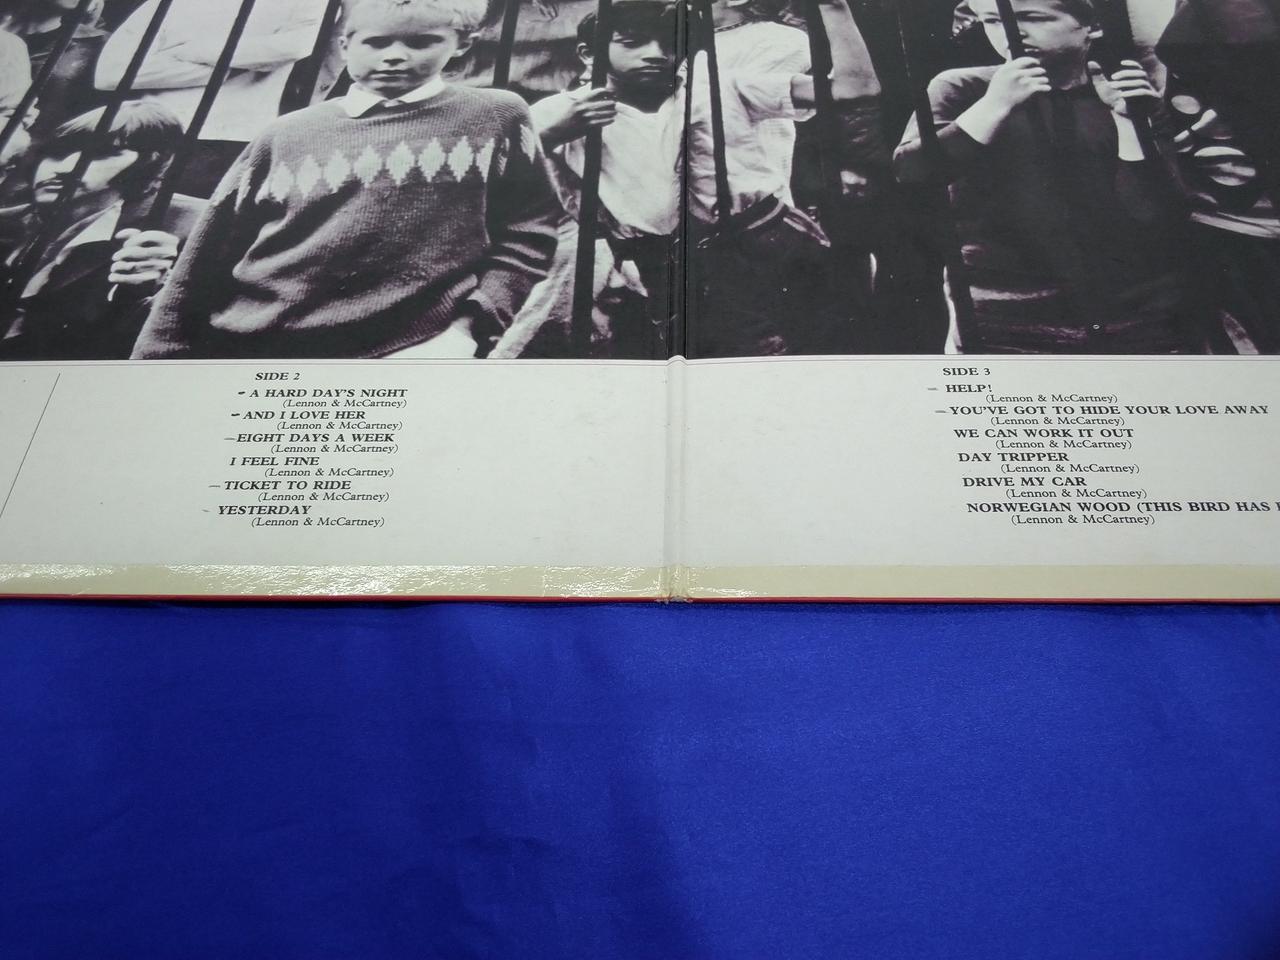 SIDE 2
A HARD DAY'S NIGHT
(Lennon & McCartney)
AND I LOVE HER
(Lennon & McCartney)
EIGHT DAYS A WEEK
(Lennon & McCartney)
I FEEL FINE
(Lennon & McCartney)
TICKET TO RIDE
(Lennon & McCartney)
YESTERDAY
(Lennon & McCartney)
SIDE 3
HELP!
(Lennon & McCartney)
YOU'VE GOT TO HIDE YOUR LOVE AWAY
(Lennon & McCartney)
WE CAN WORK IT OUT
(Lennon & McCartney)
DAY TRIPPER
(Lennon & McCartney)
DRIVE MY CAR
(Lennon & McCartney)
NORWEGIAN WOOD (THIS BIRD HAS
(Lennon & McCartney)